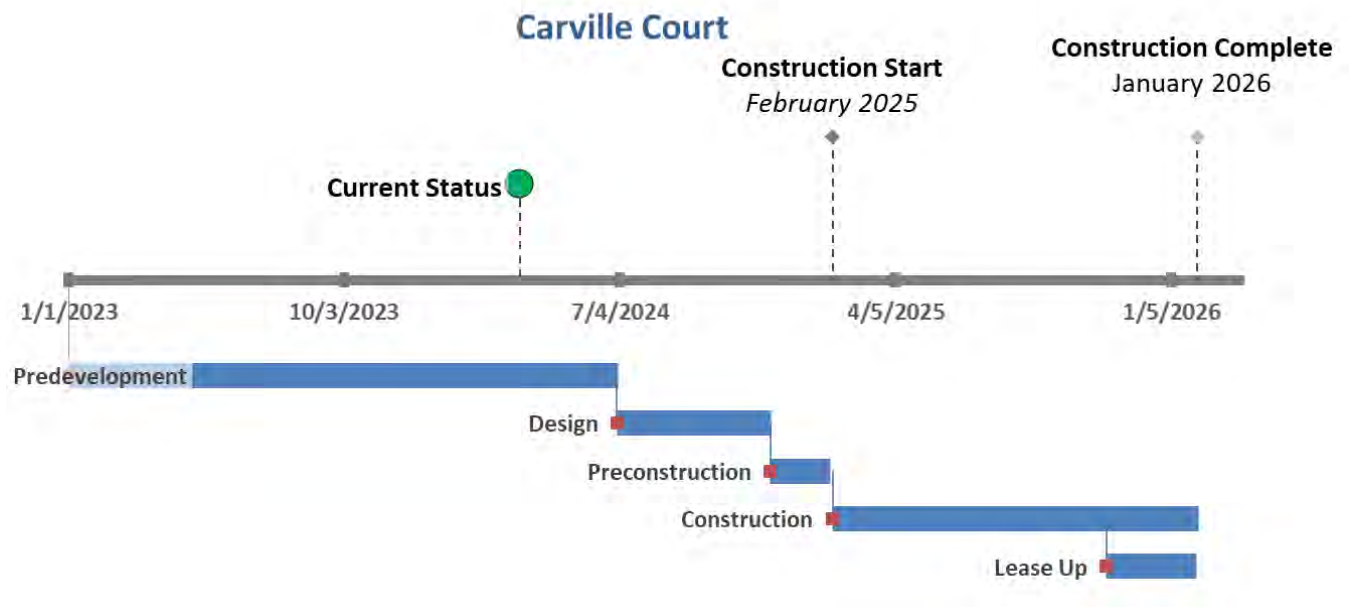 Carville Court
Construction Start
February 2025
Construction Complete
January 2026
Current Status
1/1/2023
10/3/2023
7/4/2024
4/5/2025
1/5/2026
Predevelopment
Design
Preconstruction
Construction
Lease Up